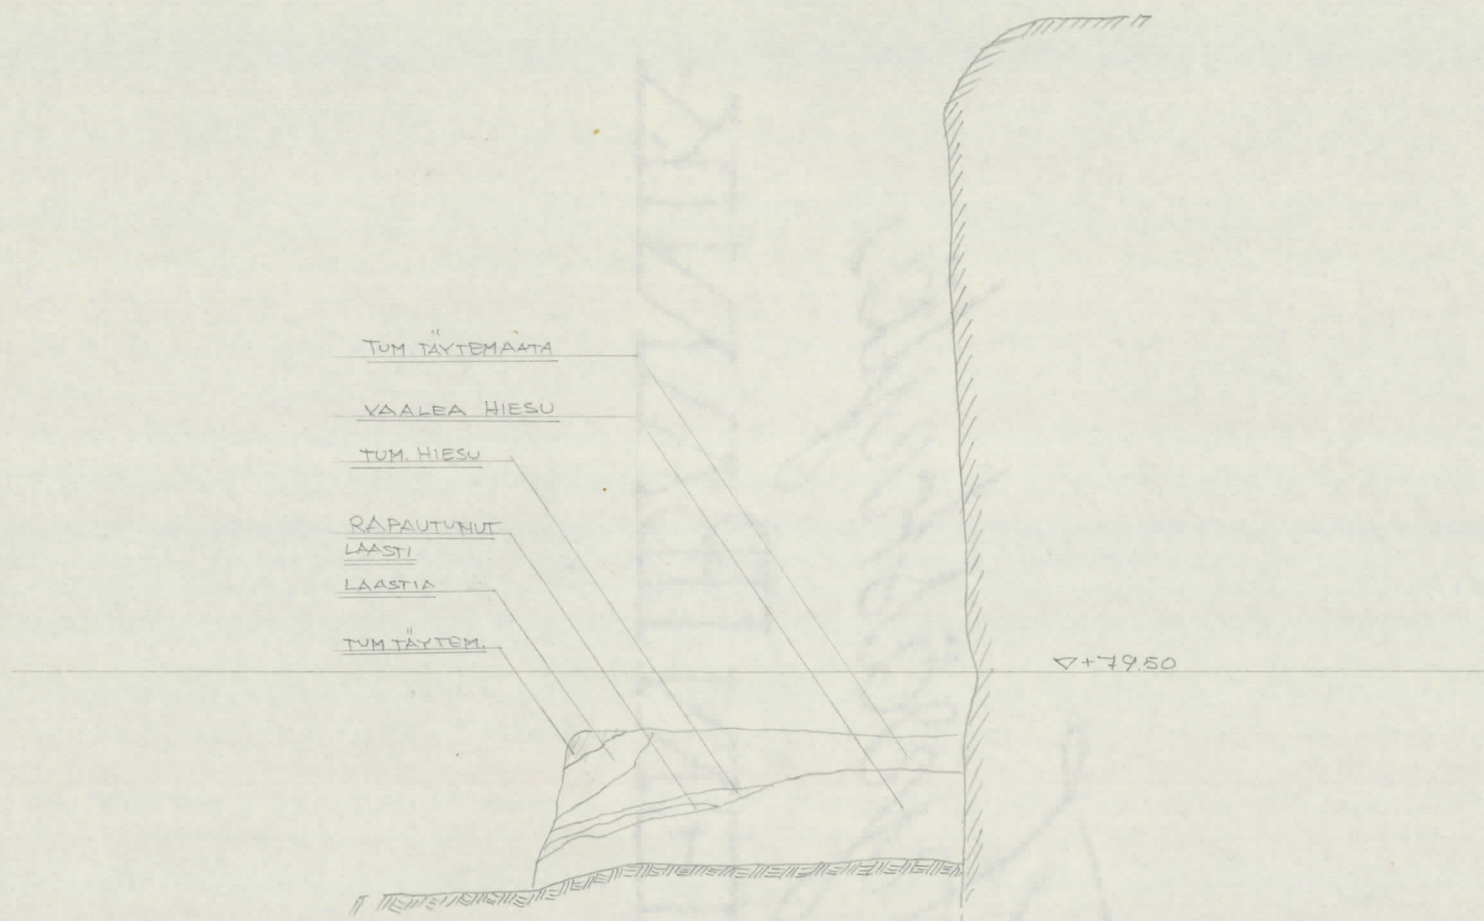 TUM. TÄYTEMAATA
VAALEA HIESU
TUM. HIESU
RAPAUTUNUT
LAASTI
LAASTIA
TUM TÄYTEM.
▽+79.50